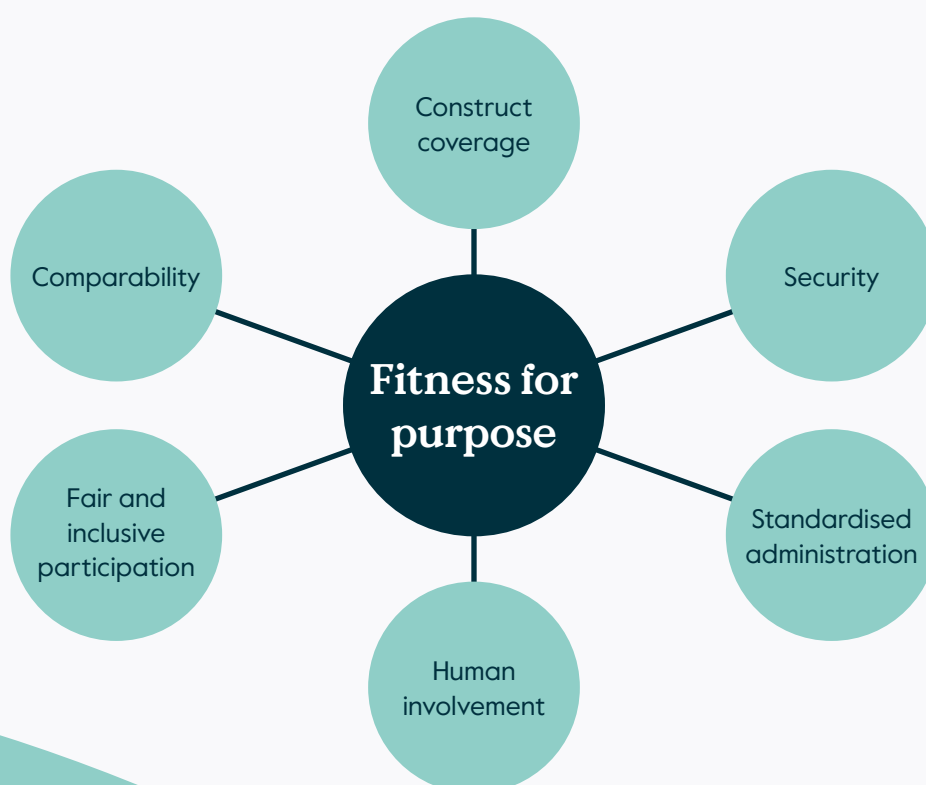 Construct
coverage
Comparability
Security
Fitness for
purpose
Fair and
inclusive
participation
Standardised
administration
Human
involvement